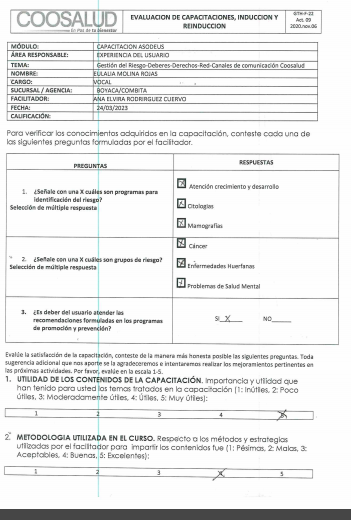 COOSALUD
En Pos de tu bienestar
EVALUACION DE CAPACITACIONES, INDUCCION Y
REINDUCCION
GTH-F-22
Act. 09
2020.nov.06
MÓDULO: CAPACITACION ASODEUS
ÁREA RESPONSABLE: EXPERIENCIA DEL USUARIO
TEMA: Gestión del Riesgo-Deberes-Derechos-Red-Canales de comunicación Coosalud
NOMBRE: EULALIA MOLINA ROJAS
CARGO: VOCAL
SUCURSAL / AGENCIA: BOYACA/COMBITA
FACILITADOR: ANA ELVIRA RODRIRGUEZ CUERVO
FECHA: 24/03/2023
CALIFICACIÓN:
Para verificar los conocimientos adquiridos en la capacitación, conteste cada una de
las siguientes preguntas formuladas por el facilitador.
PREGUNTAS
RESPUESTAS
1. ¿Señale con una X cuáles son programas para
identificación del riesgo?
Selección de múltiple respuesta
X Atención crecimiento y desarrollo
X Otologías
X Mamografías
2. ¿Señale con una X cuáles son grupos de riesgo?
Selección de múltiple respuesta
X Cáncer
X Enfermedades Huerfanas
X Problemas de Salud Mental
3. ¿Es deber del usuario atender las
recomendaciones formuladas en los programas
de promoción y prevención?
SI X NO____
Evalúe la satisfacción de la capacitación, conteste de la manera más honesta posible las siguientes preguntas. Toda
sugerencia adicional que nos aporte se la agradeceremos e intentaremos realizar los mejoramientos pertinentes en
las próximas actividades. Por favor, evalúe en la escala 1-5.
1. UTILIDAD DE LOS CONTENIDOS DE LA CAPACITACIÓN. Importancia y utilidad que
han tenido para usted los temas tratados en la capacitación (1: Inútiles, 2: Poco
útiles, 3: Moderadamente útiles, 4: Útiles, 5: Muy útiles):
1 2 3 4 5
2. METODOLOGIA UTILIZADA EN EL CURSO. Respecto a los métodos y estrategias
utilizadas por el facilitador para impartir los contenidos fue (1: Pésimas, 2: Malas, 3:
Aceptables, 4: Buenas, 5: Excelentes):
1 2 3 4 5